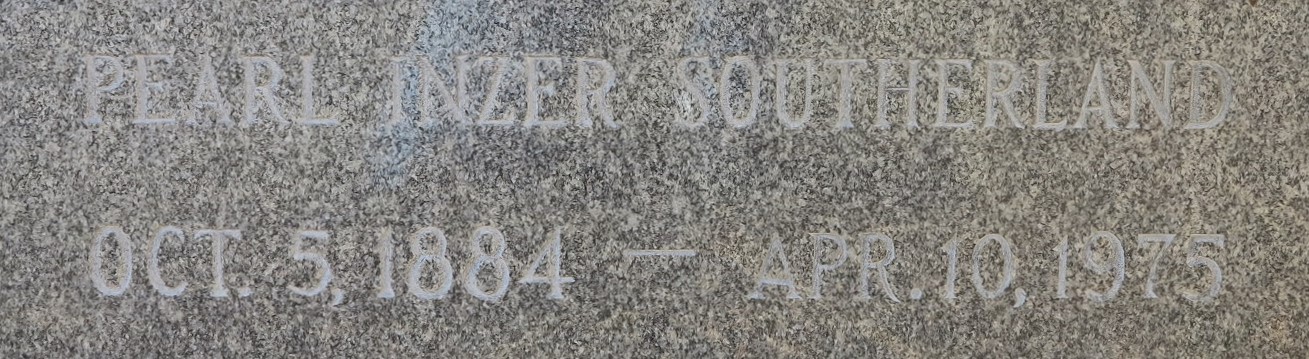 PEARL INZER SOUTHERLAND
OCT. 5, 1884 — APR. 10, 1975